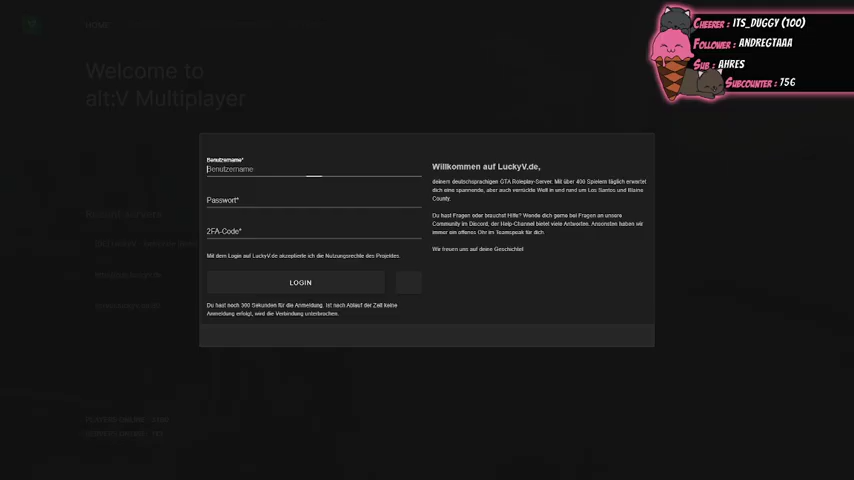 HOME
Welcome to
alt:V Multiplayer
CHEERER : ITS_DUGGY (100)
FOLLOWER : ANDREGTAAA
SUB : AHRES
SUBCOUNTER : 756
Benutzername*
Benutzername
Passwort*
2FA-Code*
Mit dem Login auf LuckyV.de akzeptierte ich die Nutzungsrechte des Projektes.
LOGIN
Du hast noch 300 Sekunden für die Anmeldung. Ist nach Ablauf der Zeit keine
Anmeldung erfolgt, wird die Verbindung unterbrochen.
Willkommen auf LuckyV.de,
deinem deutschsprachigen GTA Roleplay-Server. Mit über 400 Spielern täglich erwartet
dich eine spannende, aber auch verrückte Welt in und rund um Los Santos und Blaine
County.
Du hast Fragen oder brauchst Hilfe? Wende dich gerne bei Fragen an unsere
Community im Discord, der Help-Channel bietet viele Antworten. Ansonsten haben wir
immer ein offenes Ohr im Teamspeak für dich
Wir freuen uns auf deine Geschichte!